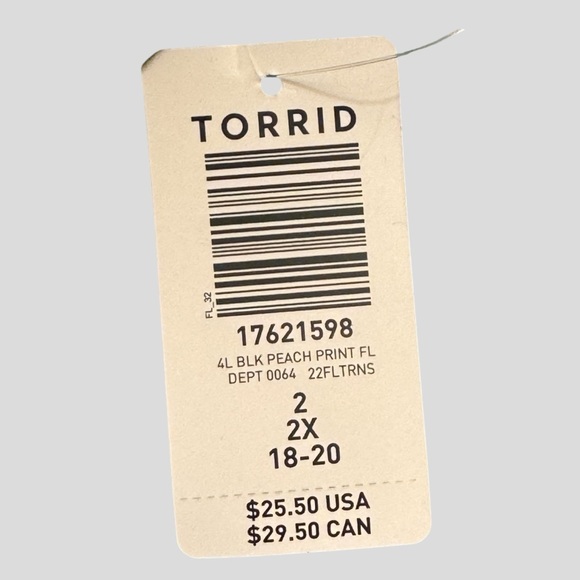 TORRID
FL_32
17621598
4L BLK PEACH PRINT FL
DEPT 0064 22FLTRNS
2
2X
18-20
$25.50 USA
$29.50 CAN